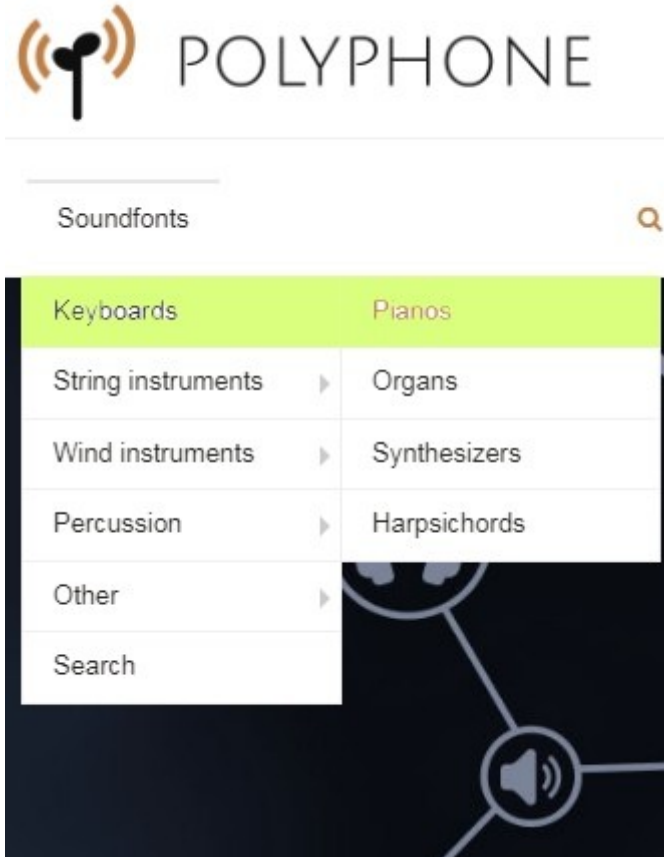 POLYPHONE
Soundfonts
Keyboards
Pianos
String instruments
Organs
Wind instruments
Synthesizers
Percussion
Harpsichords
Other
Search